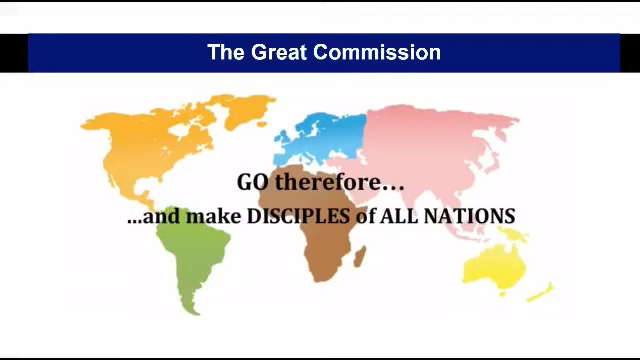 The Great Commission
GO therefore...
...and make DISCIPLES of ALL NATIONS